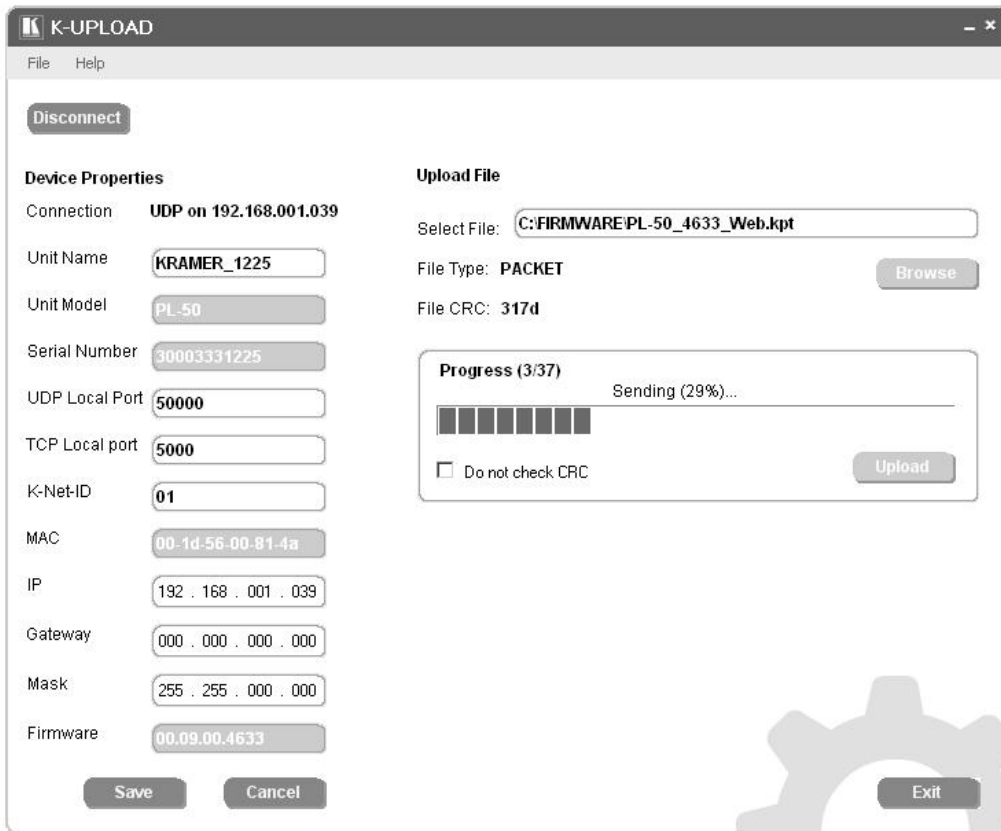 K-UPLOAD
File Help
Disconnect
Device Properties
Connection UDP on 192.168.001.039
Unit Name KRAMER_1225
Unit Model PL-50
Serial Number 30003331225
UDP Local Port 50000
TCP Local port 5000
K-Net-ID 01
MAC 00-1d-56-00-81-4a
IP 192 . 168 . 001 . 039
Gateway 000 . 000 . 000 . 000
Mask 255 . 255 . 000 . 000
Firmware 00.09.00.4633
Save Cancel
Upload File
Select File: C:\FIRMWARE\PL-50_4633_Web.kpt
File Type: PACKET
Browse
File CRC: 317d
Progress (3/37)
Sending (29%)...
Do not check CRC
Upload
Exit